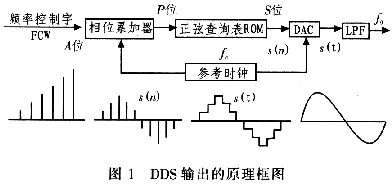 P位
S位
频率控制字
FCW
A位
相位累加器
正弦查询表ROM
DAC
LPF
f₀
s(n)
s(t)
参考时钟
s(n)
s(t)
图 1 DDS 输出的原理框图